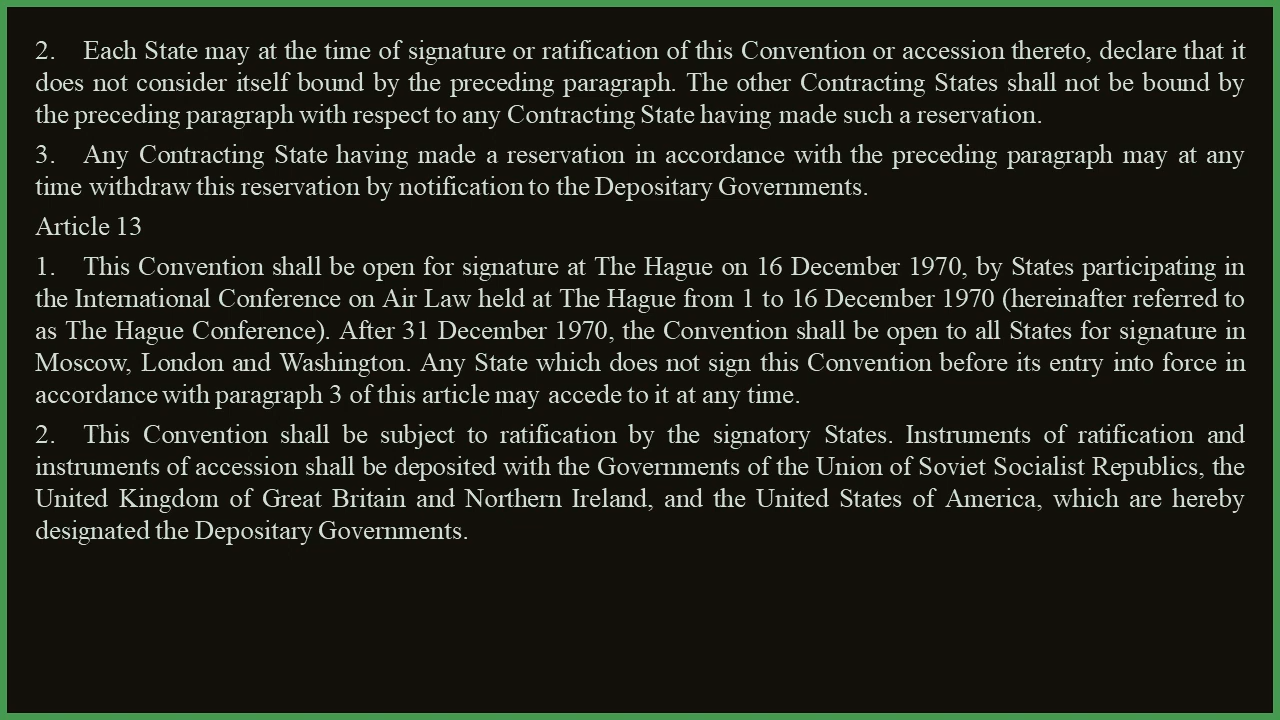 2. Each State may at the time of signature or ratification of this Convention or accession thereto, declare that it
does not consider itself bound by the preceding paragraph. The other Contracting States shall not be bound by
the preceding paragraph with respect to any Contracting State having made such a reservation.
3. Any Contracting State having made a reservation in accordance with the preceding paragraph may at any
time withdraw this reservation by notification to the Depositary Governments.
Article 13
1. This Convention shall be open for signature at The Hague on 16 December 1970, by States participating in
the International Conference on Air Law held at The Hague from 1 to 16 December 1970 (hereinafter referred to
as The Hague Conference). After 31 December 1970, the Convention shall be open to all States for signature in
Moscow, London and Washington. Any State which does not sign this Convention before its entry into force in
accordance with paragraph 3 of this article may accede to it at any time.
2. This Convention shall be subject to ratification by the signatory States. Instruments of ratification and
instruments of accession shall be deposited with the Governments of the Union of Soviet Socialist Republics, the
United Kingdom of Great Britain and Northern Ireland, and the United States of America, which are hereby
designated the Depositary Governments.